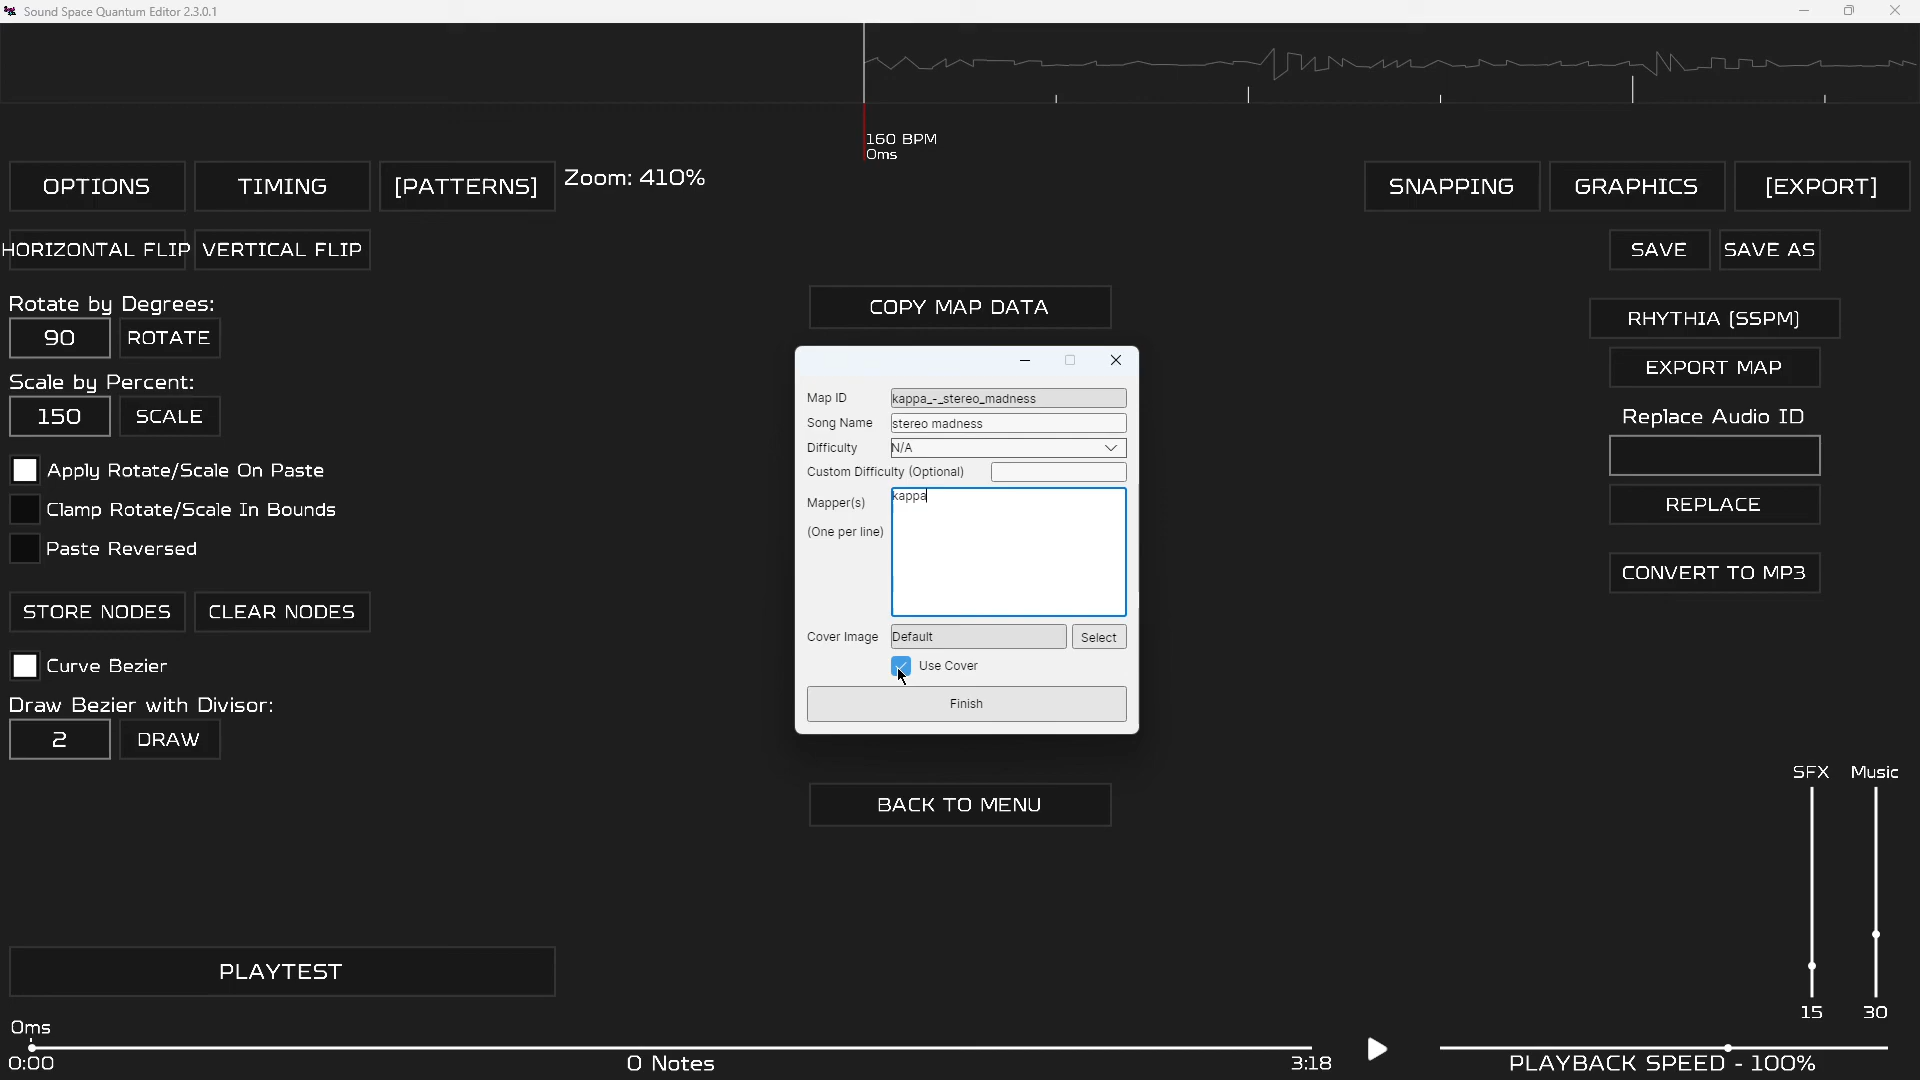 Sound Space Quantum Editor 2.3.0.1
160 BPM
0ms
OPTIONS TIMING [PATTERNS] Zoom: 410% SNAPPING GRAPHICS [EXPORT]
HORIZONTAL FLIP VERTICAL FLIP SAVE SAVE AS
Rotate by Degrees:
90 ROTATE
Scale by Percent:
150 SCALE
Apply Rotate/Scale On Paste
Clamp Rotate/Scale In Bounds
Paste Reversed
STORE NODES CLEAR NODES
Curve Bezier
Draw Bezier with Divisor:
2 DRAW
COPY MAP DATA
Map ID kappa_-_stereo_madness
Song Name stereo madness
Difficulty N/A
Custom Difficulty (Optional)
Mapper(s) kappa
(One per line)
Cover Image Default Select
Use Cover
Finish
BACK TO MENU
RHYTHIA (SSPM)
EXPORT MAP
Replace Audio ID
REPLACE
CONVERT TO MP3
SFX Music
15 30
PLAYTEST
0ms
0:00 0 Notes 3:18 PLAYBACK SPEED - 100%